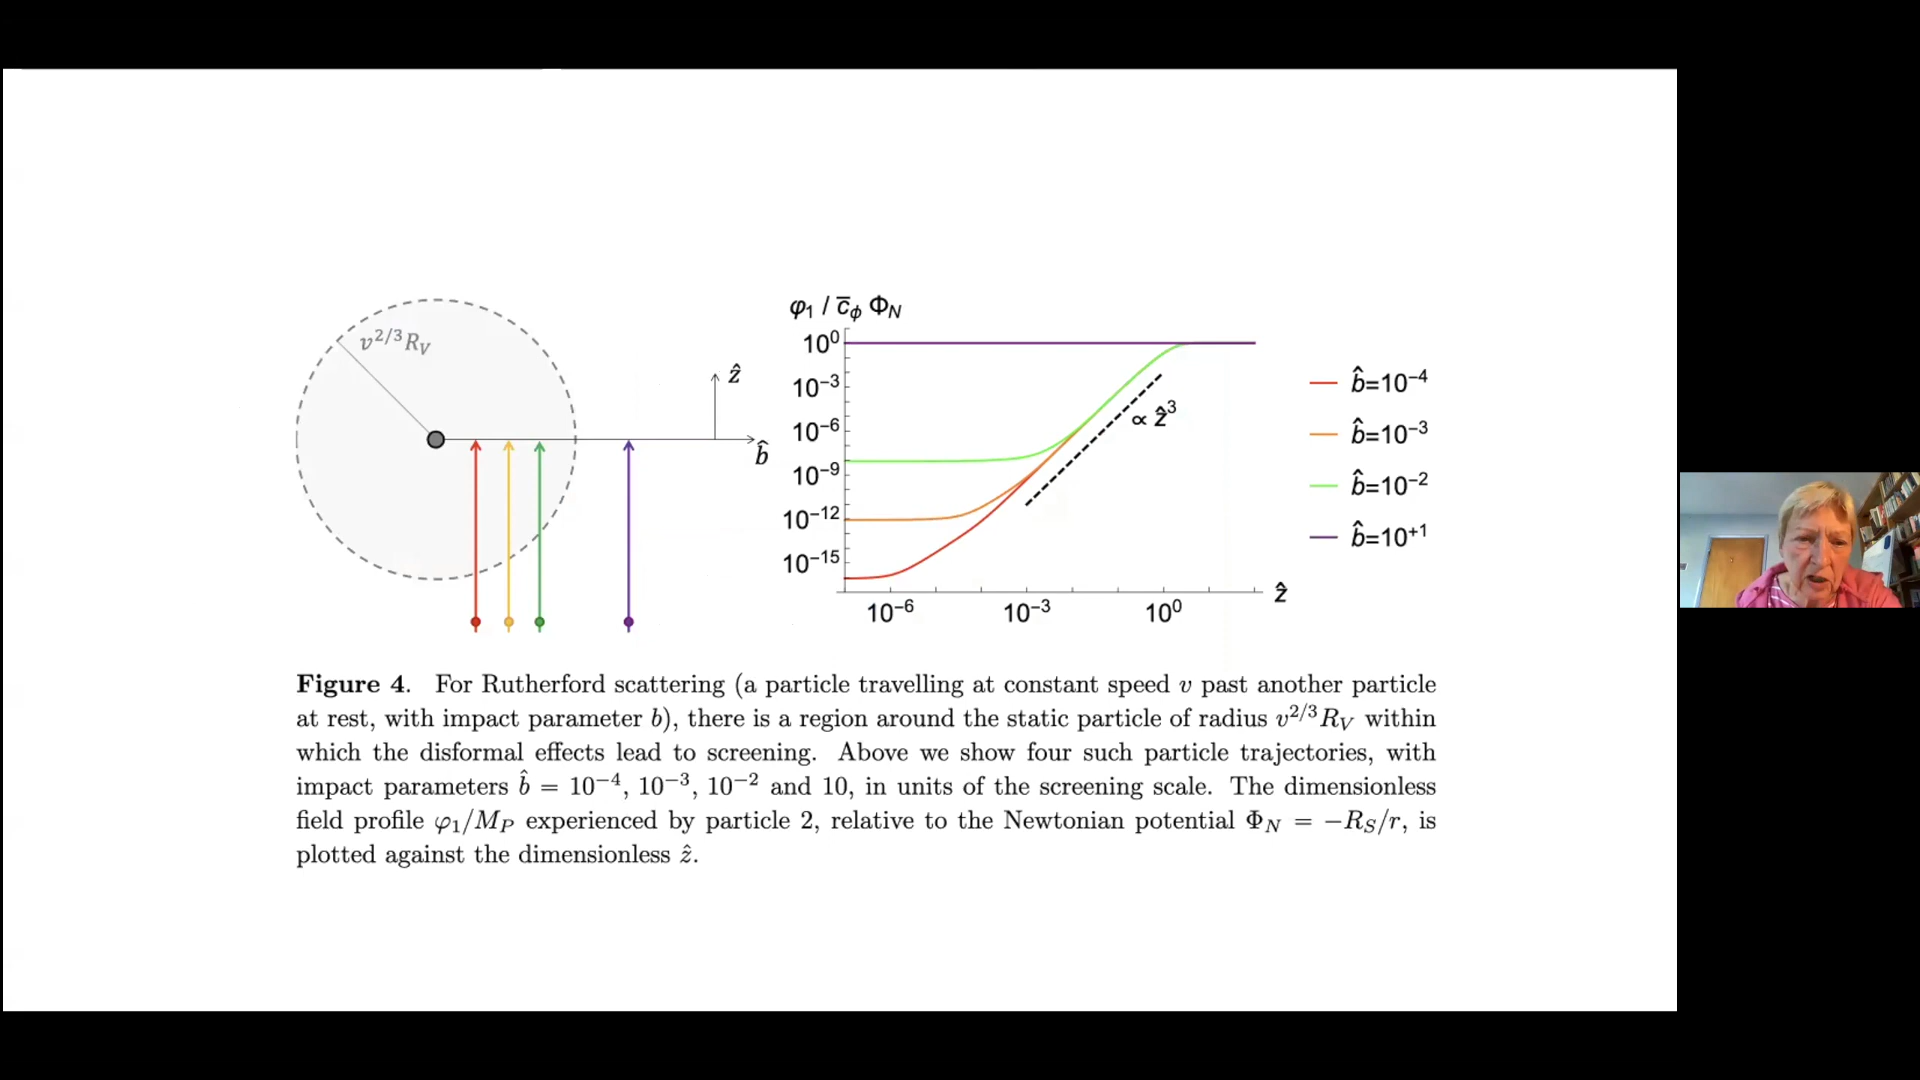 v^{2/3}R_V
ẑ
b̂
φ₁ / c̄_ϕ Φ_N
10⁰
10⁻³
10⁻⁶
10⁻⁹
10⁻¹²
10⁻¹⁵
∝ ẑ³
10⁻⁶ 10⁻³ 10⁰
ẑ
b̂=10⁻⁴
b̂=10⁻³
b̂=10⁻²
b̂=10⁺¹
Figure 4. For Rutherford scattering (a particle travelling at constant speed v past another particle
at rest, with impact parameter b), there is a region around the static particle of radius v^{2/3}R_V within
which the disformal effects lead to screening. Above we show four such particle trajectories, with
impact parameters b̂ = 10⁻⁴, 10⁻³, 10⁻² and 10, in units of the screening scale. The dimensionless
field profile φ₁/M_P experienced by particle 2, relative to the Newtonian potential Φ_N = −R_S/r, is
plotted against the dimensionless ẑ.